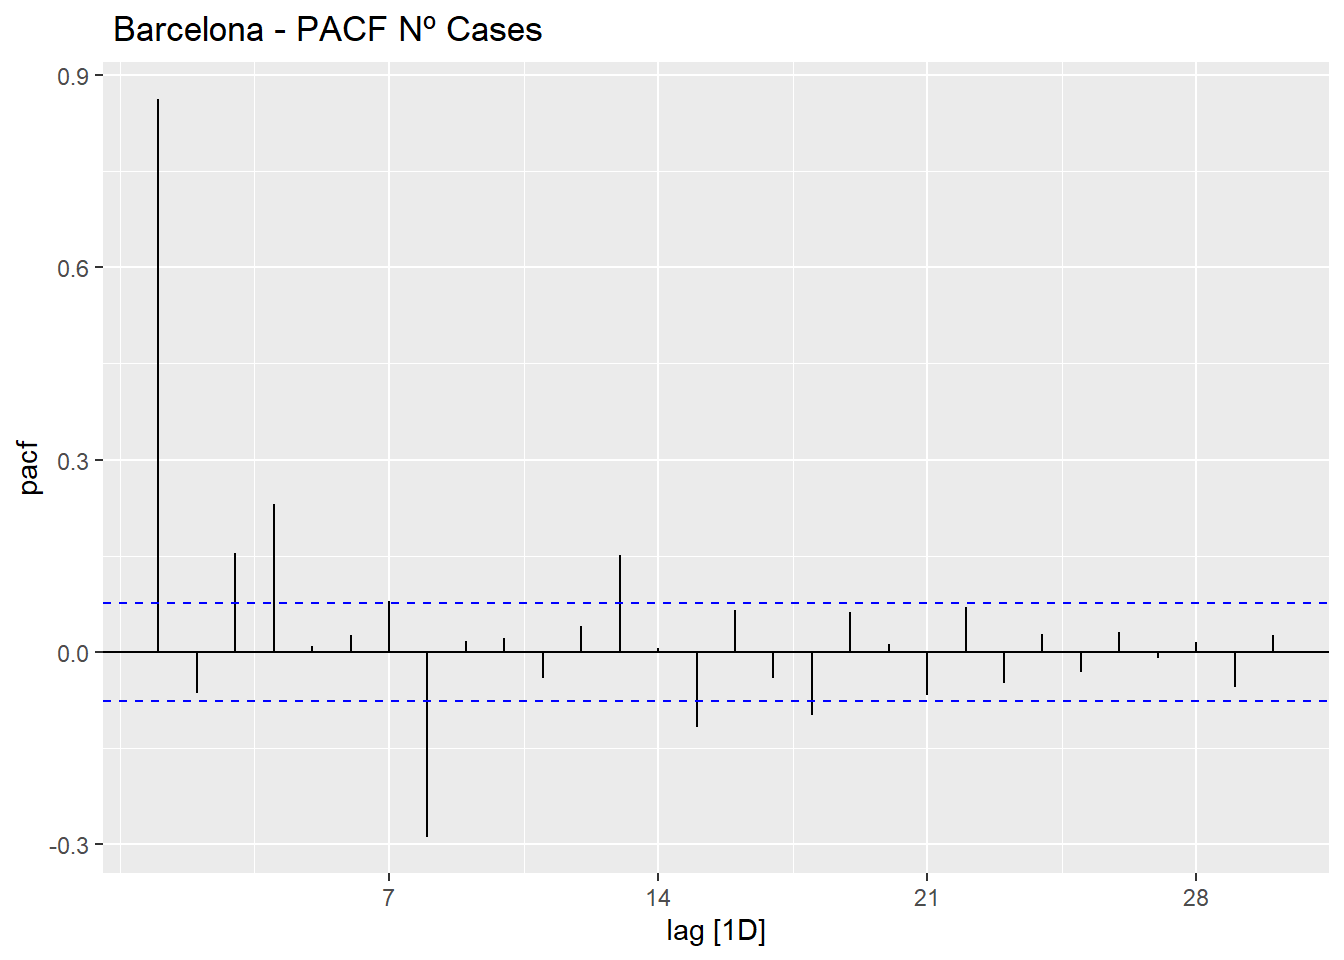 Barcelona - PACF Nº Cases
0.9
0.6
0.3
0.0
-0.3
pacf
7 14 21 28
lag [1D]